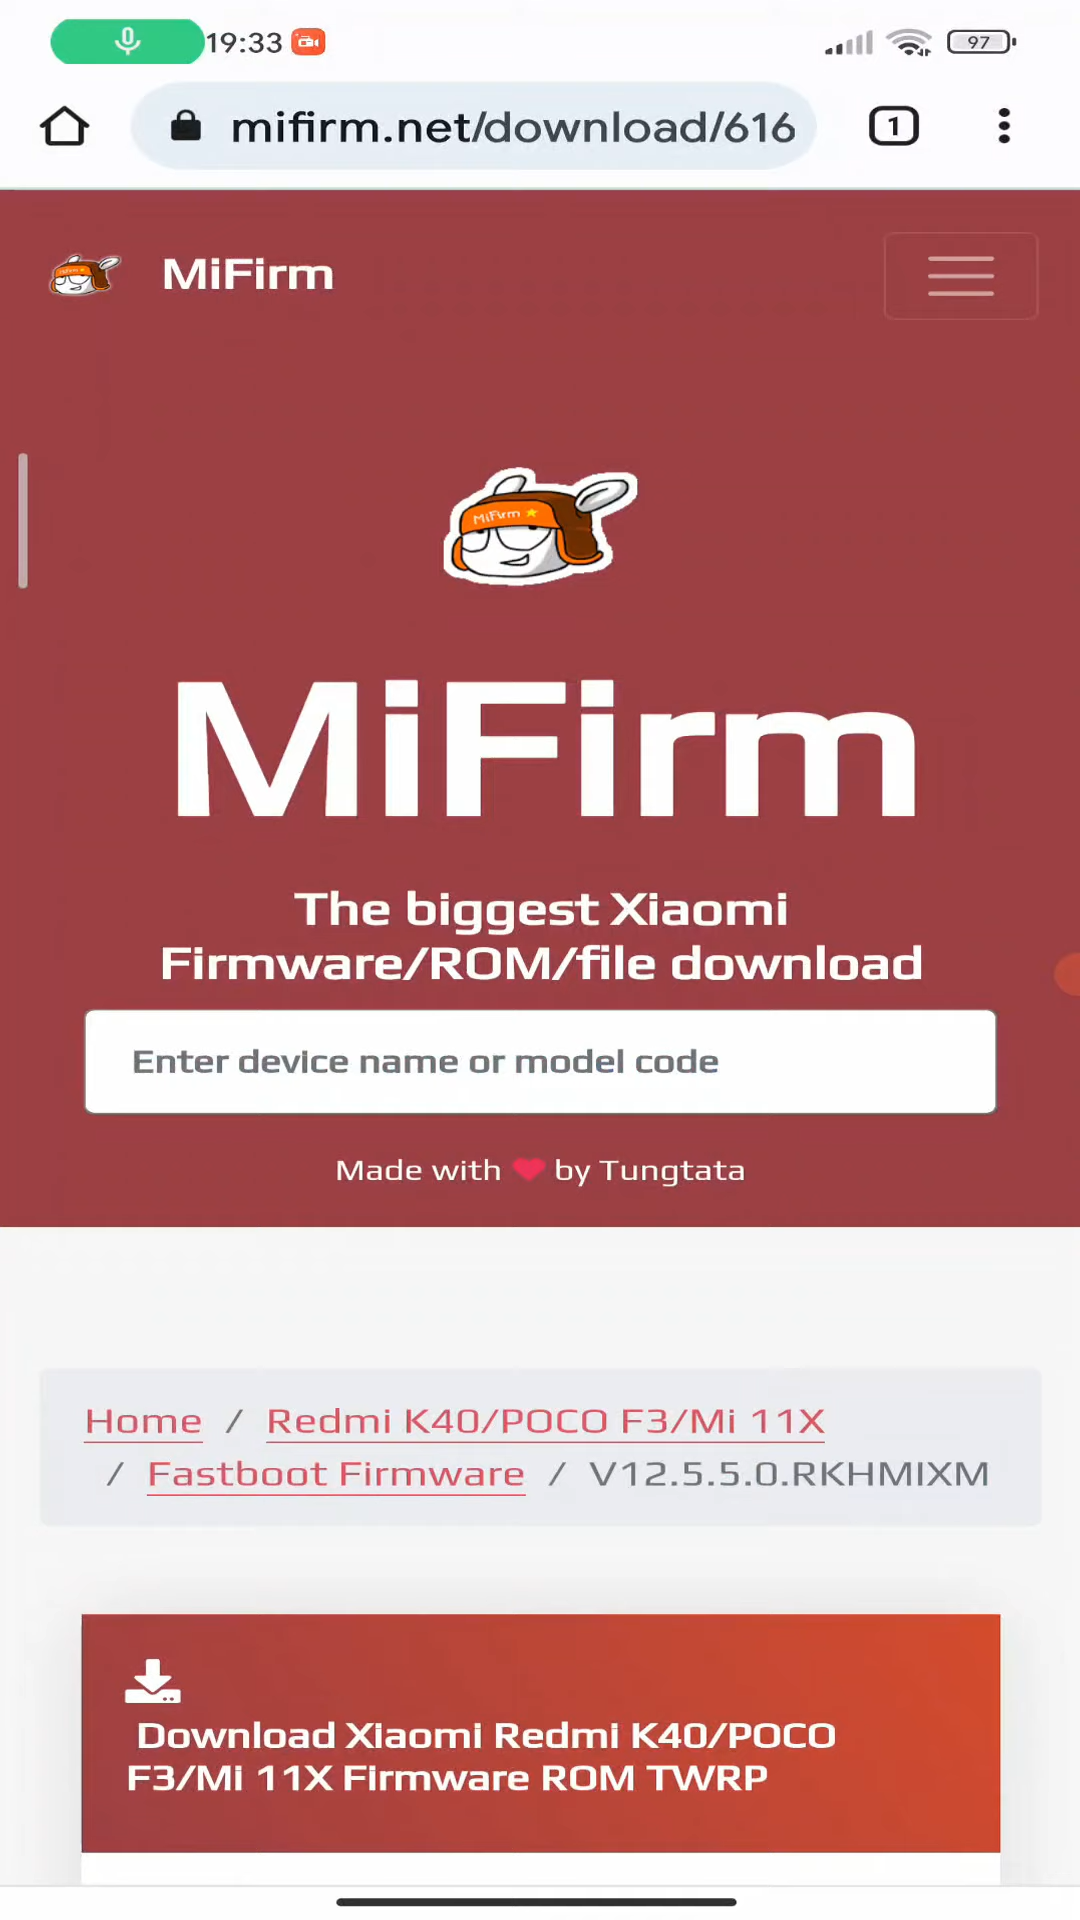 19:33
97
mifirm.net/download/616
1
MiFirm
MiFirm
MiFirm
The biggest Xiaomi
Firmware/ROM/file download
Enter device name or model code
Made with ❤ by Tungtata
Home / Redmi K40/POCO F3/Mi 11X
/ Fastboot Firmware / V12.5.5.0.RKHMIXM
Download Xiaomi Redmi K40/POCO
F3/Mi 11X Firmware ROM TWRP